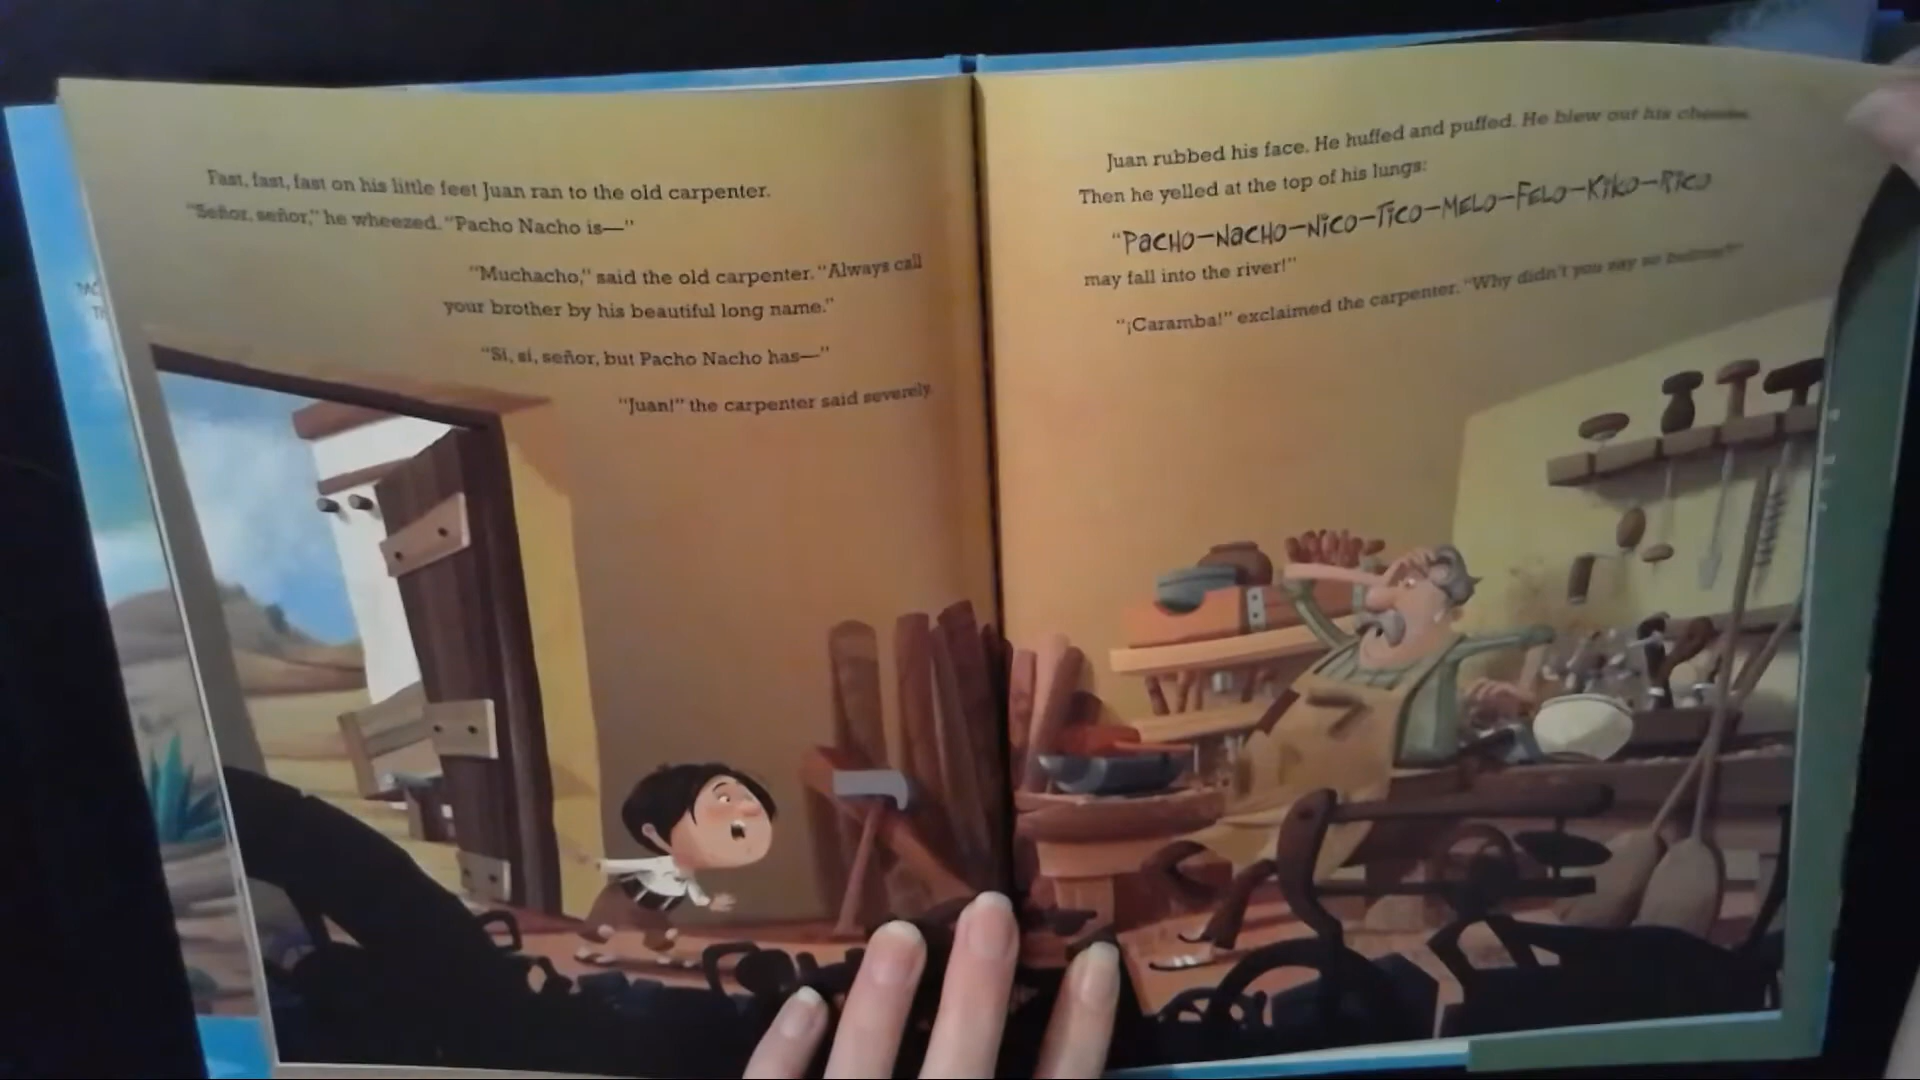 Fast, fast, fast on his little feet Juan ran to the old carpenter.
"Señor, señor," he wheezed. "Pacho Nacho is—"
"Muchacho," said the old carpenter. "Always call
your brother by his beautiful long name."
"Sí, sí, señor, but Pacho Nacho has—"
"Juan!" the carpenter said severely.
Juan rubbed his face. He huffed and puffed. He blew out his cheeks.
Then he yelled at the top of his lungs:
"Pacho–Nacho–Nico–Tico–Melo–Felo–Kiko–Rico
may fall into the river!"
"¡Caramba!" exclaimed the carpenter. "Why didn't you say so before?"